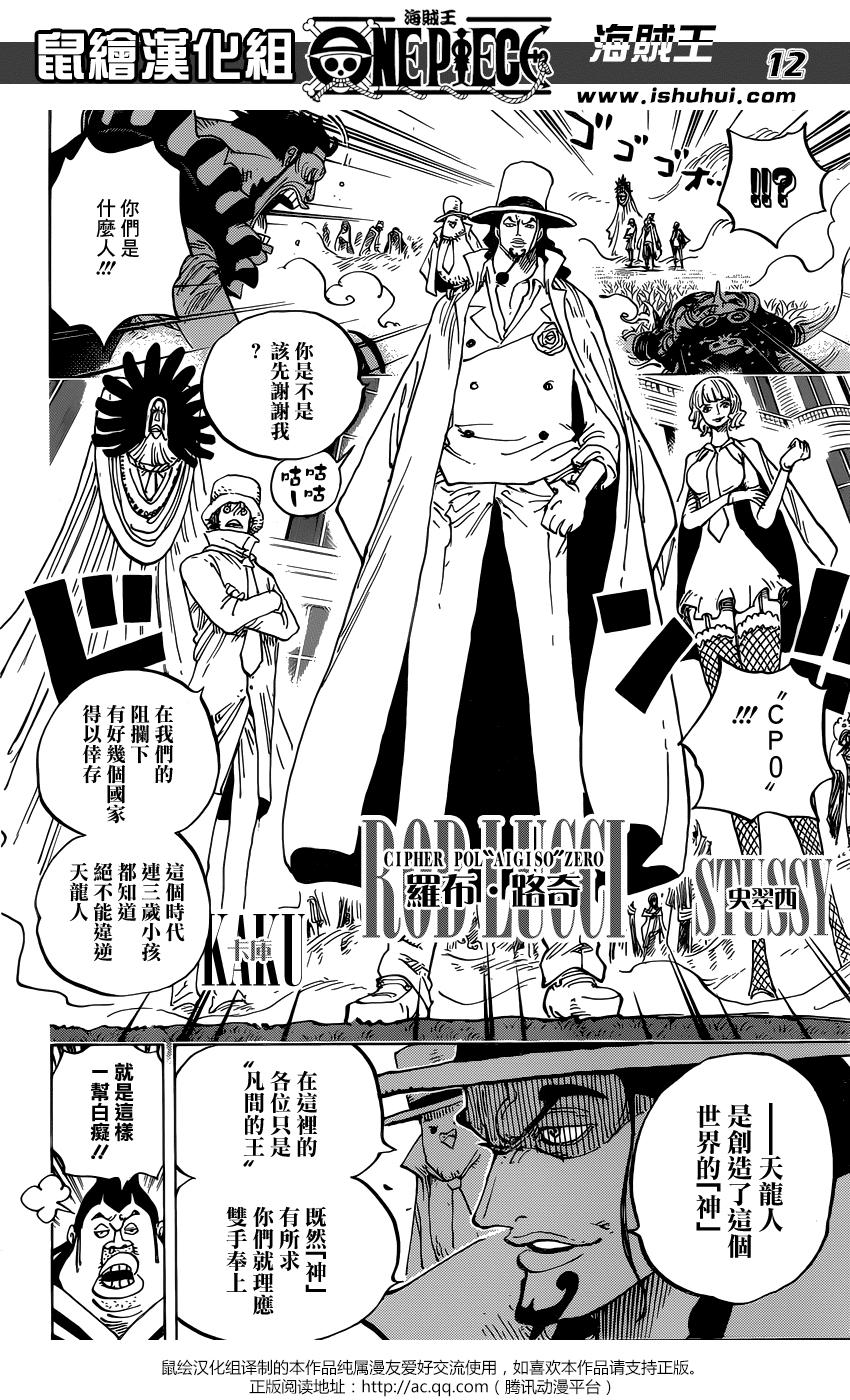 鼠繪漢化組
海賊王
ONE PIECE
海賊王
12
www.ishuhui.com
!!?
ゴゴゴゴォ
你們是
什麼人!!!
你是不是
該先謝謝我
?
咕咕
咕ー
ドン!!
〝CP0〞
!!!
在我們的
阻攔下
有好幾個國家
得以倖存
這個時代
連三歲小孩
都知道
絕不能違逆
天龍人
ROB LUCCI
CIPHER POL〝AIGIS0〞ZERO
羅布・路奇
STUSSY
史翠西
KAKU
卡庫
──天龍人
是創造了這個
世界的「神」
在這裡的
各位只是
〝凡間的王〞
既然「神」
有所求
你們就理應
雙手奉上
就是這樣
一幫白癡!!
鼠绘汉化组译制的本作品纯属漫友爱好交流使用，如喜欢本作品请支持正版。
正版阅读地址：http://ac.qq.com（腾讯动漫平台）